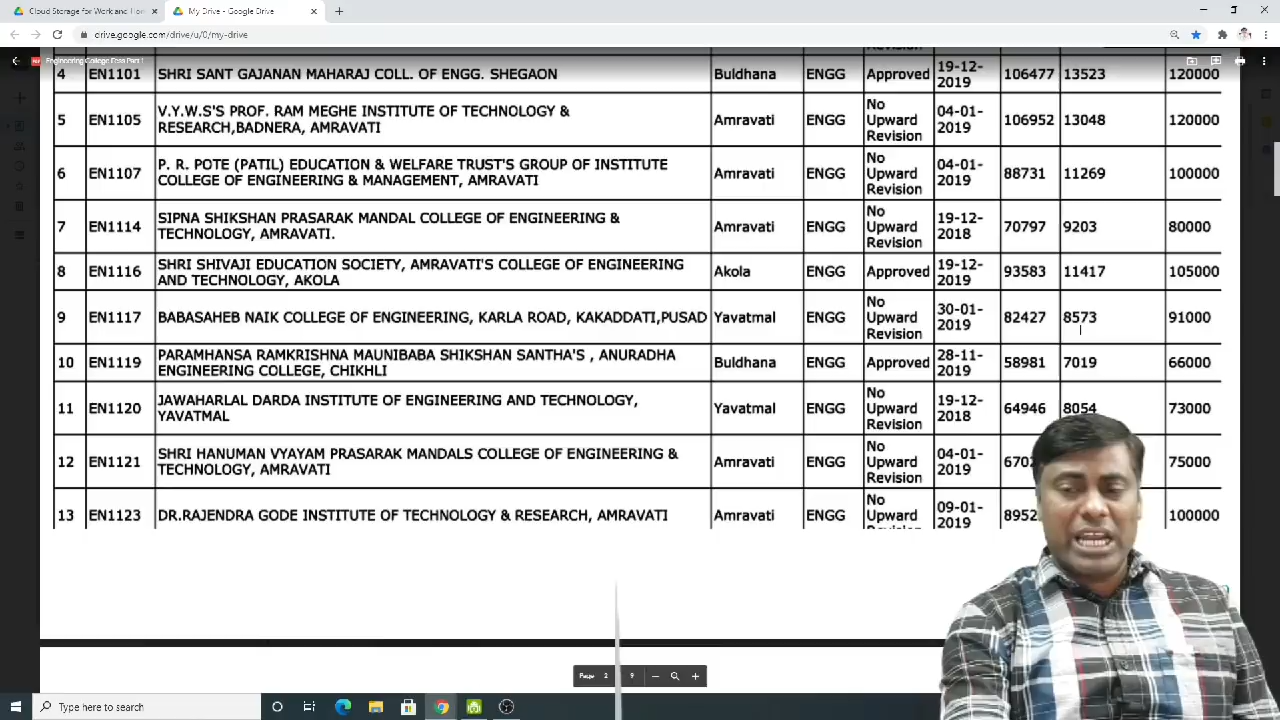 Cloud Storage for Work and Hom
My Drive - Google Drive
drive.google.com/drive/u/0/my-drive
Engineering College Fees Part 1
Revision
4 EN1101 SHRI SANT GAJANAN MAHARAJ COLL. OF ENGG. SHEGAON Buldhana ENGG Approved 19-12-2019 106477 13523 120000
5 EN1105 V.Y.W.S'S PROF. RAM MEGHE INSTITUTE OF TECHNOLOGY &
RESEARCH,BADNERA, AMRAVATI Amravati ENGG No Upward Revision 04-01-2019 106952 13048 120000
6 EN1107 P. R. POTE (PATIL) EDUCATION & WELFARE TRUST'S GROUP OF INSTITUTE
COLLEGE OF ENGINEERING & MANAGEMENT, AMRAVATI Amravati ENGG No Upward Revision 04-01-2019 88731 11269 100000
7 EN1114 SIPNA SHIKSHAN PRASARAK MANDAL COLLEGE OF ENGINEERING &
TECHNOLOGY, AMRAVATI. Amravati ENGG No Upward Revision 19-12-2018 70797 9203 80000
8 EN1116 SHRI SHIVAJI EDUCATION SOCIETY, AMRAVATI'S COLLEGE OF ENGINEERING
AND TECHNOLOGY, AKOLA Akola ENGG Approved 19-12-2019 93583 11417 105000
9 EN1117 BABASAHEB NAIK COLLEGE OF ENGINEERING, KARLA ROAD, KAKADDATI,PUSAD Yavatmal ENGG No Upward Revision 30-01-2019 82427 8573 91000
10 EN1119 PARAMHANSA RAMKRISHNA MAUNIBABA SHIKSHAN SANTHA'S , ANURADHA
ENGINEERING COLLEGE, CHIKHLI Buldhana ENGG Approved 28-11-2019 58981 7019 66000
11 EN1120 JAWAHARLAL DARDA INSTITUTE OF ENGINEERING AND TECHNOLOGY,
YAVATMAL Yavatmal ENGG No Upward Revision 19-12-2018 64946 8054 73000
12 EN1121 SHRI HANUMAN VYAYAM PRASARAK MANDALS COLLEGE OF ENGINEERING &
TECHNOLOGY, AMRAVATI Amravati ENGG No Upward Revision 04-01-2019 6702 75000
13 EN1123 DR.RAJENDRA GODE INSTITUTE OF TECHNOLOGY & RESEARCH, AMRAVATI Amravati ENGG No Upward 09-01-2019 8952 100000
Page 2 9
Type here to search